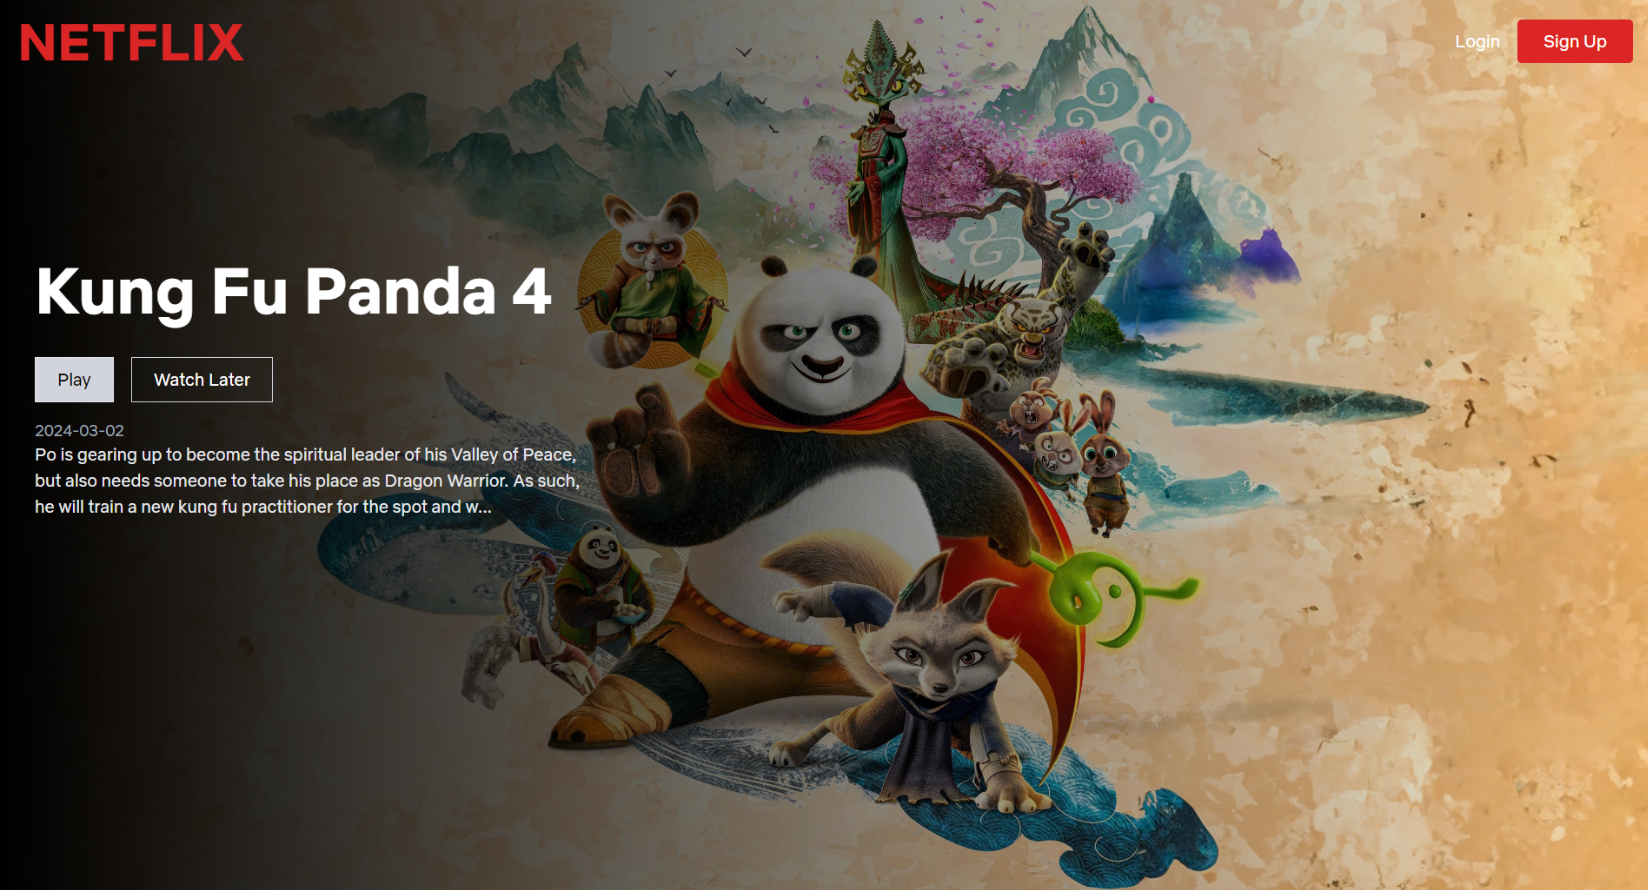 NETFLIX
Login
Sign Up
Kung Fu Panda 4
Play
Watch Later
2024-03-02
Po is gearing up to become the spiritual leader of his Valley of Peace,
but also needs someone to take his place as Dragon Warrior. As such,
he will train a new kung fu practitioner for the spot and w...